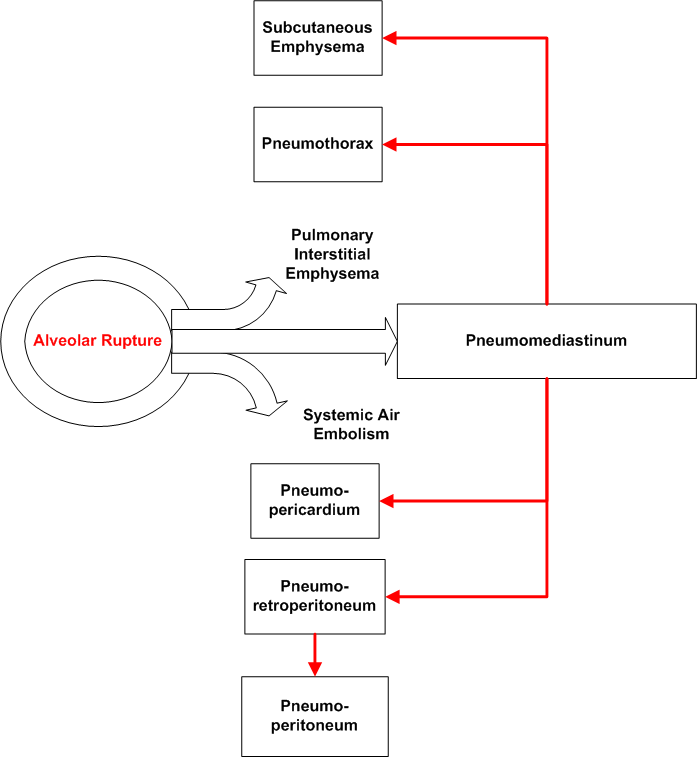 Subcutaneous
Emphysema
Pneumothorax
Pulmonary
Interstitial
Emphysema
Alveolar Rupture
Pneumomediastinum
Systemic Air
Embolism
Pneumo-
pericardium
Pneumo-
retroperitoneum
Pneumo-
peritoneum